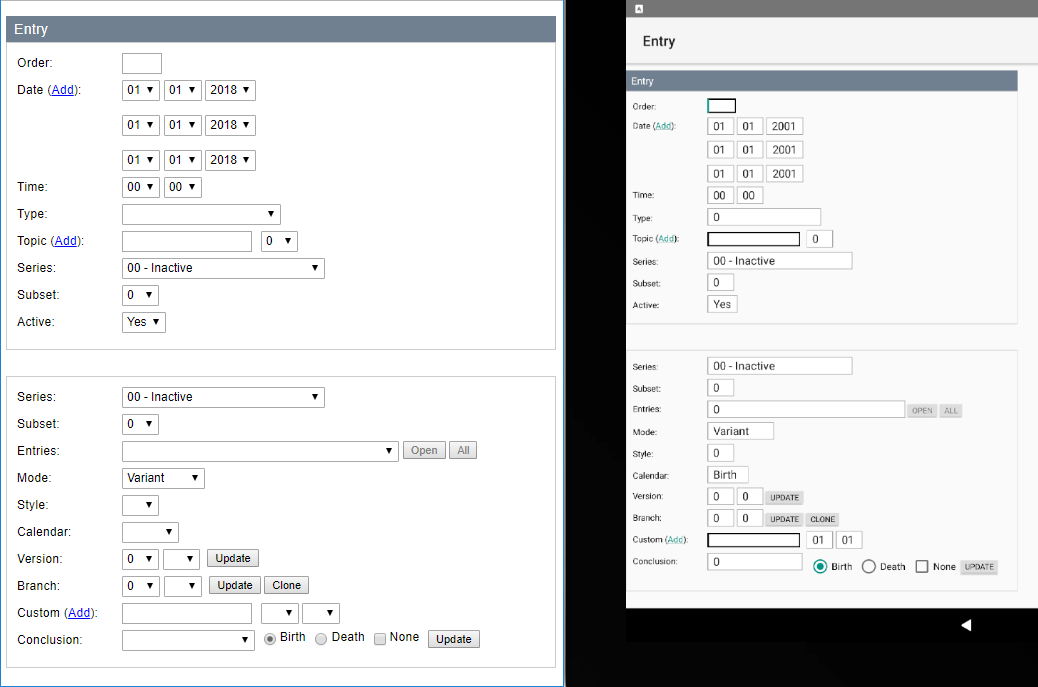 Entry
Order:
Date (Add): 01 01 2018
01 01 2018
01 01 2018
Time: 00 00
Type:
Topic (Add): 0
Series: 00 - Inactive
Subset: 0
Active: Yes
Series: 00 - Inactive
Subset: 0
Entries: Open All
Mode: Variant
Style:
Calendar:
Version: 0 Update
Branch: 0 Update Clone
Custom (Add):
Conclusion: Birth Death None Update
A
Entry
Entry
Order:
Date (Add): 01 01 2001
01 01 2001
01 01 2001
Time: 00 00
Type: 0
Topic (Add): 0
Series: 00 - Inactive
Subset: 0
Active: Yes
Series: 00 - Inactive
Subset: 0
Entries: 0 OPEN ALL
Mode: Variant
Style: 0
Calendar: Birth
Version: 0 0 UPDATE
Branch: 0 0 UPDATE CLONE
Custom (Add): 01 01
Conclusion: 0 Birth Death None UPDATE